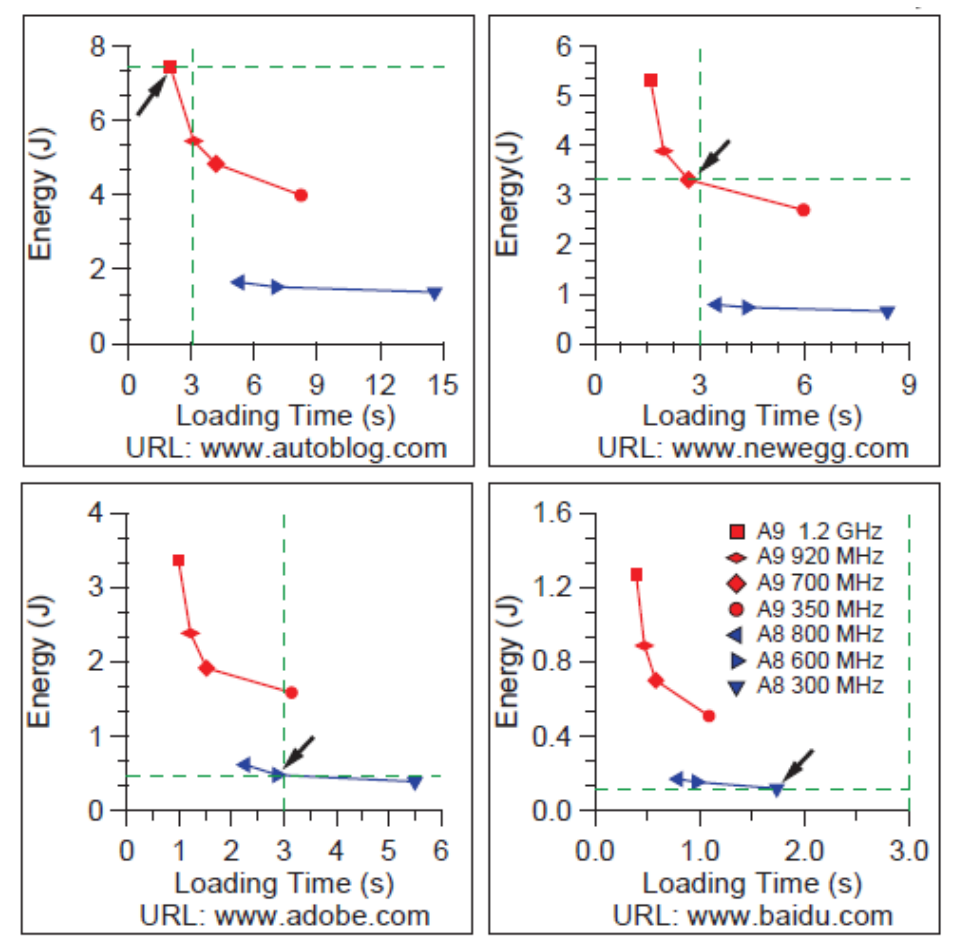 8
6
4
2
0
Energy (J)
0 3 6 9 12 15
Loading Time (s)
URL: www.autoblog.com
6
5
4
3
2
1
0
Energy(J)
0 3 6 9
Loading Time (s)
URL: www.newegg.com
4
3
2
1
0
Energy (J)
0 1 2 3 4 5 6
Loading Time (s)
URL: www.adobe.com
1.6
1.2
0.8
0.4
0.0
Energy (J)
A9 1.2 GHz
A9 920 MHz
A9 700 MHz
A9 350 MHz
A8 800 MHz
A8 600 MHz
A8 300 MHz
0.0 1.0 2.0 3.0
Loading Time (s)
URL: www.baidu.com